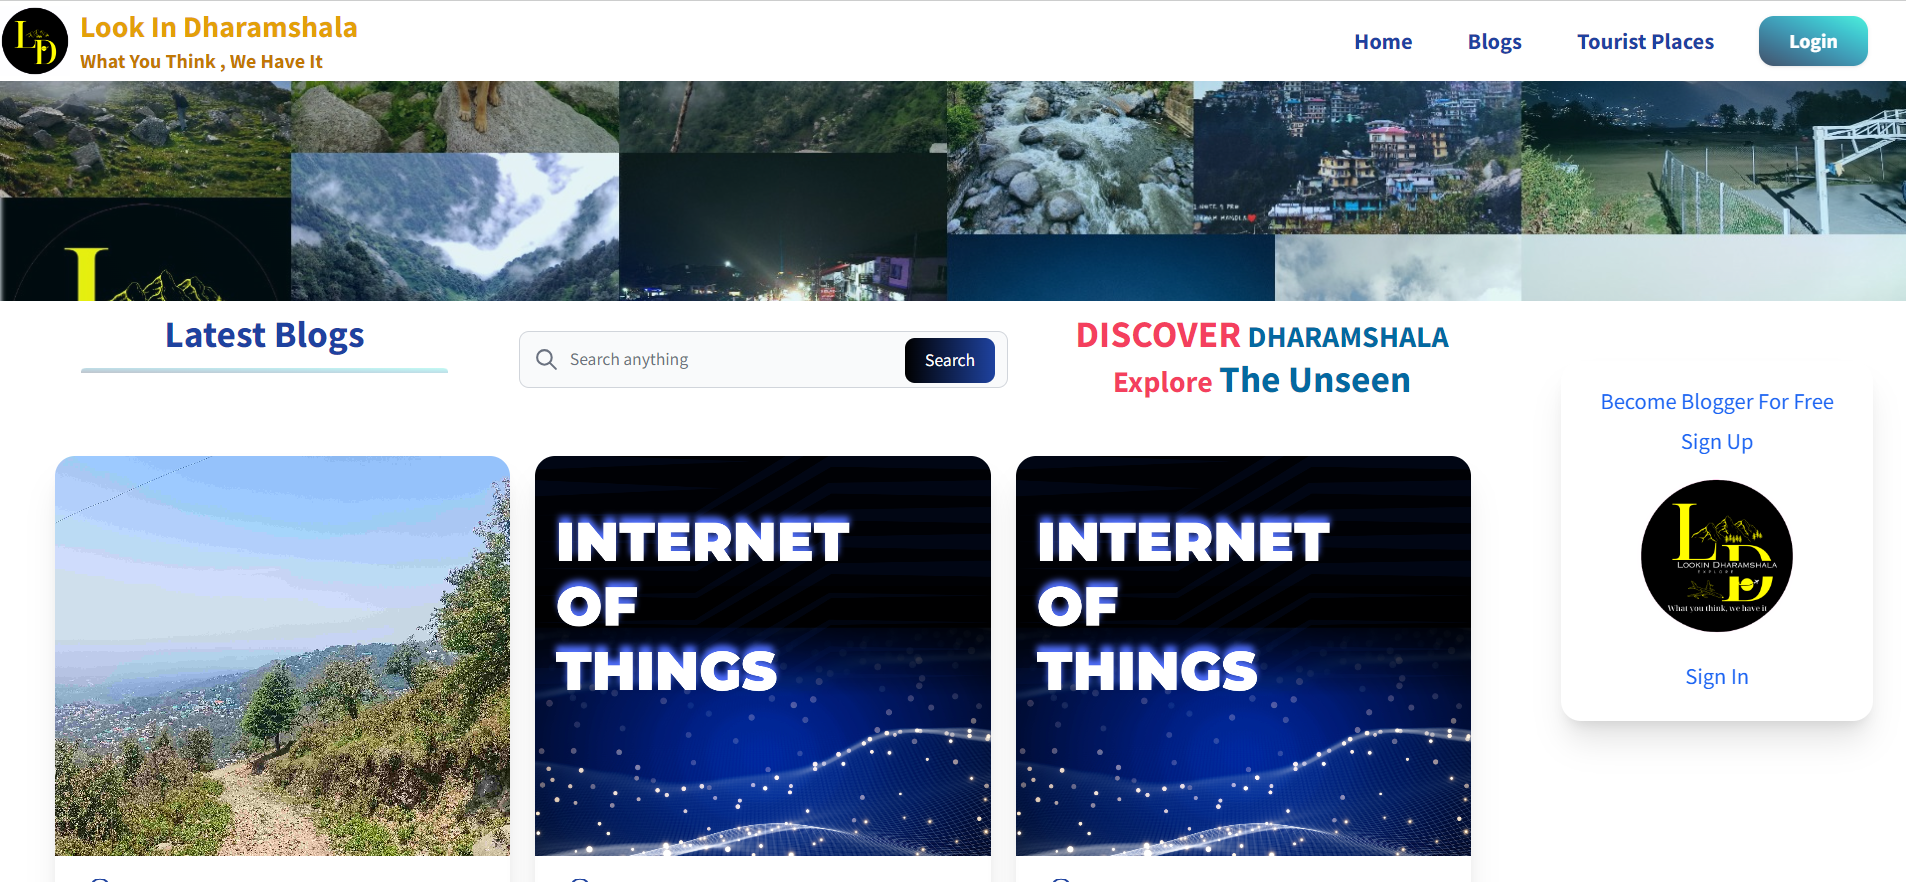 Look In Dharamshala
What You Think , We Have It
Home
Blogs
Tourist Places
Login
Latest Blogs
Search anything
Search
DISCOVER DHARAMSHALA
Explore The Unseen
Become Blogger For Free
Sign Up
LD
LOOKIN DHARAMSHALA
EXPLORE
What you think, we have it
Sign In
INTERNET
OF
THINGS
INTERNET
OF
THINGS